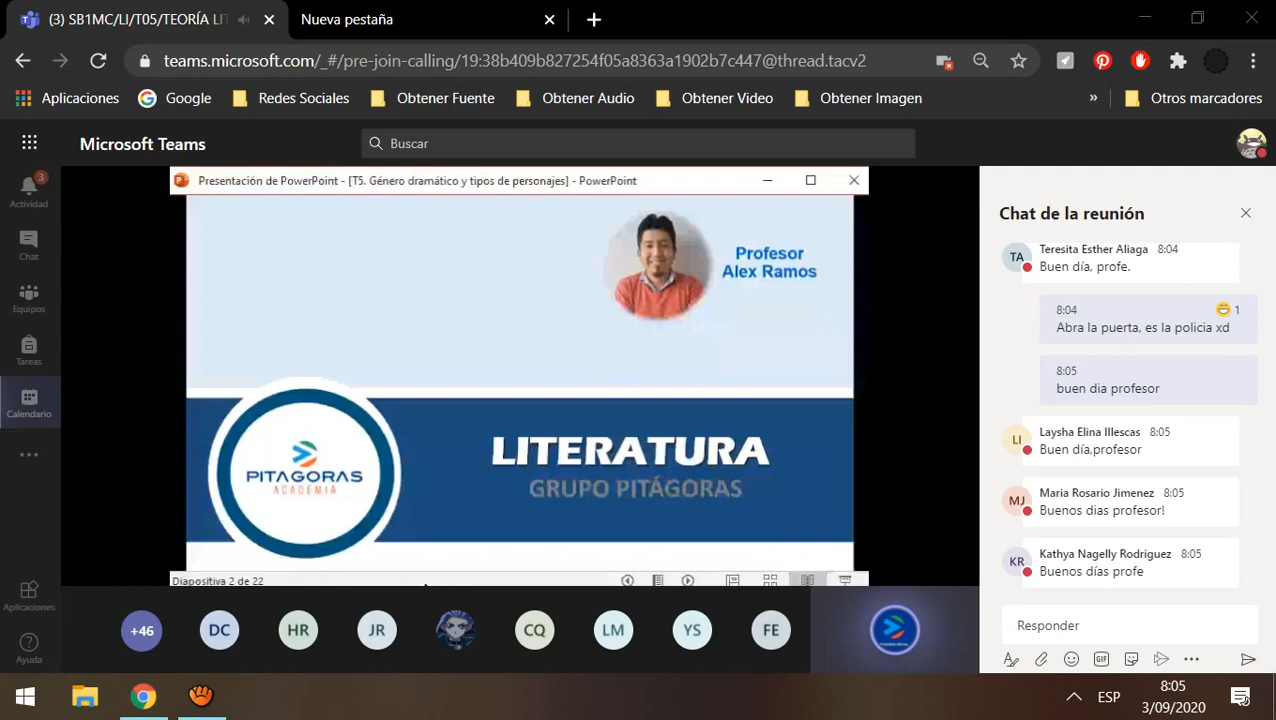 (3) SB1MC/LI/T05/TEORÍA LI
Nueva pestaña
teams.microsoft.com/_#/pre-join-calling/19:38b409b827254f05a8363a1902b7c447@thread.tacv2
Aplicaciones
Google
Redes Sociales
Obtener Fuente
Obtener Audio
Obtener Video
Obtener Imagen
»
Otros marcadores
Microsoft Teams
Buscar
3
Actividad
Chat
Equipos
Tareas
Calendario
Aplicaciones
Ayuda
Presentación de PowerPoint - [T5. Género dramático y tipos de personajes] - PowerPoint
Profesor
Alex Ramos
PITAGORAS
ACADEMIA
LITERATURA
GRUPO PITÁGORAS
Diapositiva 2 de 22
+46
DC
HR
JR
CQ
LM
YS
FE
Chat de la reunión
TA
Teresita Esther Aliaga 8:04
Buen día, profe.
8:04
1
Abra la puerta, es la policia xd
8:05
buen dia profesor
LI
Laysha Elina Illescas 8:05
Buen día,profesor
MJ
Maria Rosario Jimenez 8:05
Buenos dias profesor!
KR
Kathya Nagelly Rodriguez 8:05
Buenos días profe
Responder
GIF
ESP
8:05
3/09/2020